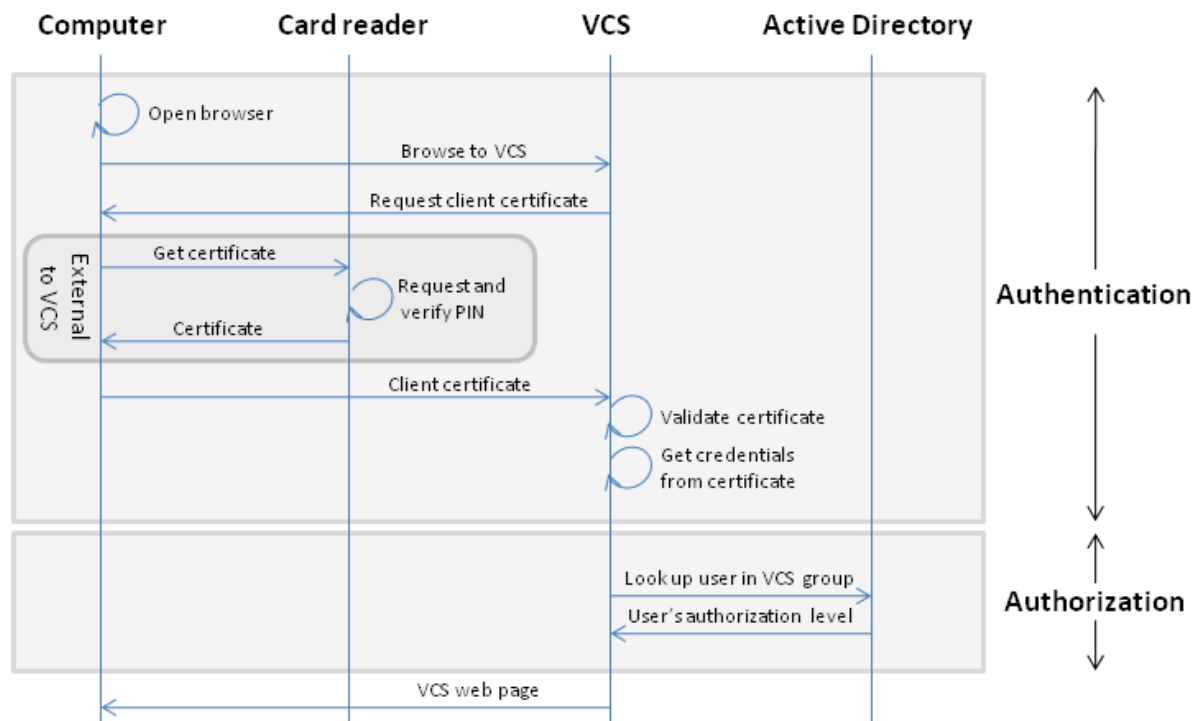 Computer
Card reader
VCS
Active Directory
Open browser
Browse to VCS
Request client certificate
External
to VCS
Get certificate
Request and
verify PIN
Certificate
Client certificate
Validate certificate
Get credentials
from certificate
Authentication
Look up user in VCS group
User's authorization level
Authorization
VCS web page